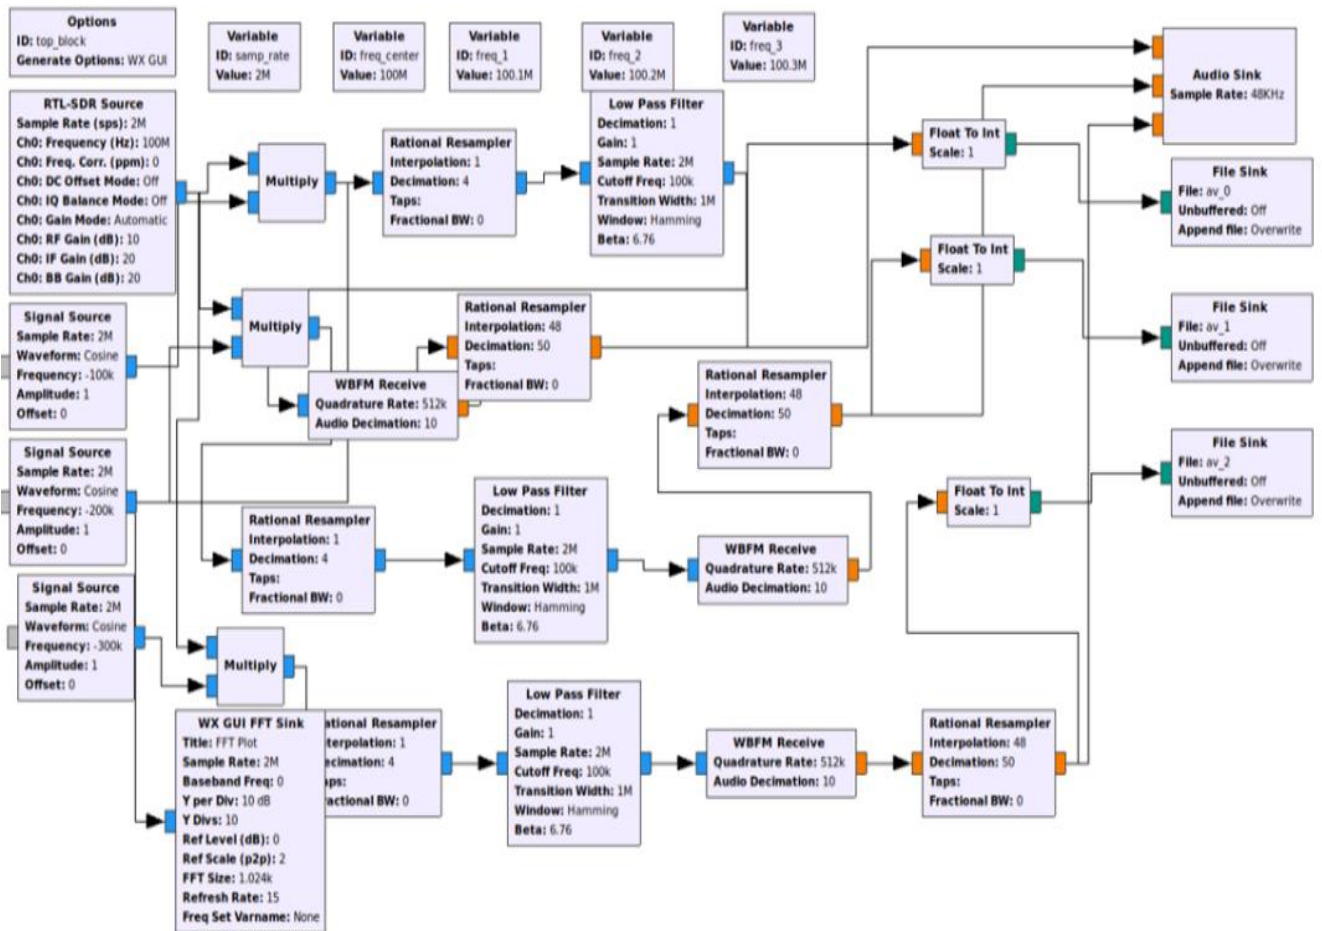 Options
ID: top_block
Generate Options: WX GUI
Variable
ID: samp_rate
Value: 2M
Variable
ID: freq_center
Value: 100M
Variable
ID: freq_1
Value: 100.1M
Variable
ID: freq_2
Value: 100.2M
Variable
ID: freq_3
Value: 100.3M
RTL-SDR Source
Sample Rate (sps): 2M
Ch0: Frequency (Hz): 100M
Ch0: Freq. Corr. (ppm): 0
Ch0: DC Offset Mode: Off
Ch0: IQ Balance Mode: Off
Ch0: Gain Mode: Automatic
Ch0: RF Gain (dB): 10
Ch0: IF Gain (dB): 20
Ch0: BB Gain (dB): 20
Multiply
Rational Resampler
Interpolation: 1
Decimation: 4
Taps:
Fractional BW: 0
Low Pass Filter
Decimation: 1
Gain: 1
Sample Rate: 2M
Cutoff Freq: 100k
Transition Width: 1M
Window: Hamming
Beta: 6.76
Float To Int
Scale: 1
Audio Sink
Sample Rate: 48KHz
File Sink
File: av_0
Unbuffered: Off
Append file: Overwrite
Signal Source
Sample Rate: 2M
Waveform: Cosine
Frequency: -100k
Amplitude: 1
Offset: 0
Multiply
WBFM Receive
Quadrature Rate: 512k
Audio Decimation: 10
Rational Resampler
Interpolation: 48
Decimation: 50
Taps:
Fractional BW: 0
Float To Int
Scale: 1
File Sink
File: av_1
Unbuffered: Off
Append file: Overwrite
Rational Resampler
Interpolation: 48
Decimation: 50
Taps:
Fractional BW: 0
Signal Source
Sample Rate: 2M
Waveform: Cosine
Frequency: -200k
Amplitude: 1
Offset: 0
Rational Resampler
Interpolation: 1
Decimation: 4
Taps:
Fractional BW: 0
Low Pass Filter
Decimation: 1
Gain: 1
Sample Rate: 2M
Cutoff Freq: 100k
Transition Width: 1M
Window: Hamming
Beta: 6.76
WBFM Receive
Quadrature Rate: 512k
Audio Decimation: 10
Float To Int
Scale: 1
File Sink
File: av_2
Unbuffered: Off
Append file: Overwrite
Signal Source
Sample Rate: 2M
Waveform: Cosine
Frequency: -300k
Amplitude: 1
Offset: 0
Multiply
WX GUI FFT Sink
Title: FFT Plot
Sample Rate: 2M
Baseband Freq: 0
Y per Div: 10 dB
Y Divs: 10
Ref Level (dB): 0
Ref Scale (p2p): 2
FFT Size: 1.024k
Refresh Rate: 15
Freq Set Varname: None
ational Resampler
terpolation: 1
ecimation: 4
aps:
actional BW: 0
Low Pass Filter
Decimation: 1
Gain: 1
Sample Rate: 2M
Cutoff Freq: 100k
Transition Width: 1M
Window: Hamming
Beta: 6.76
WBFM Receive
Quadrature Rate: 512k
Audio Decimation: 10
Rational Resampler
Interpolation: 48
Decimation: 50
Taps:
Fractional BW: 0